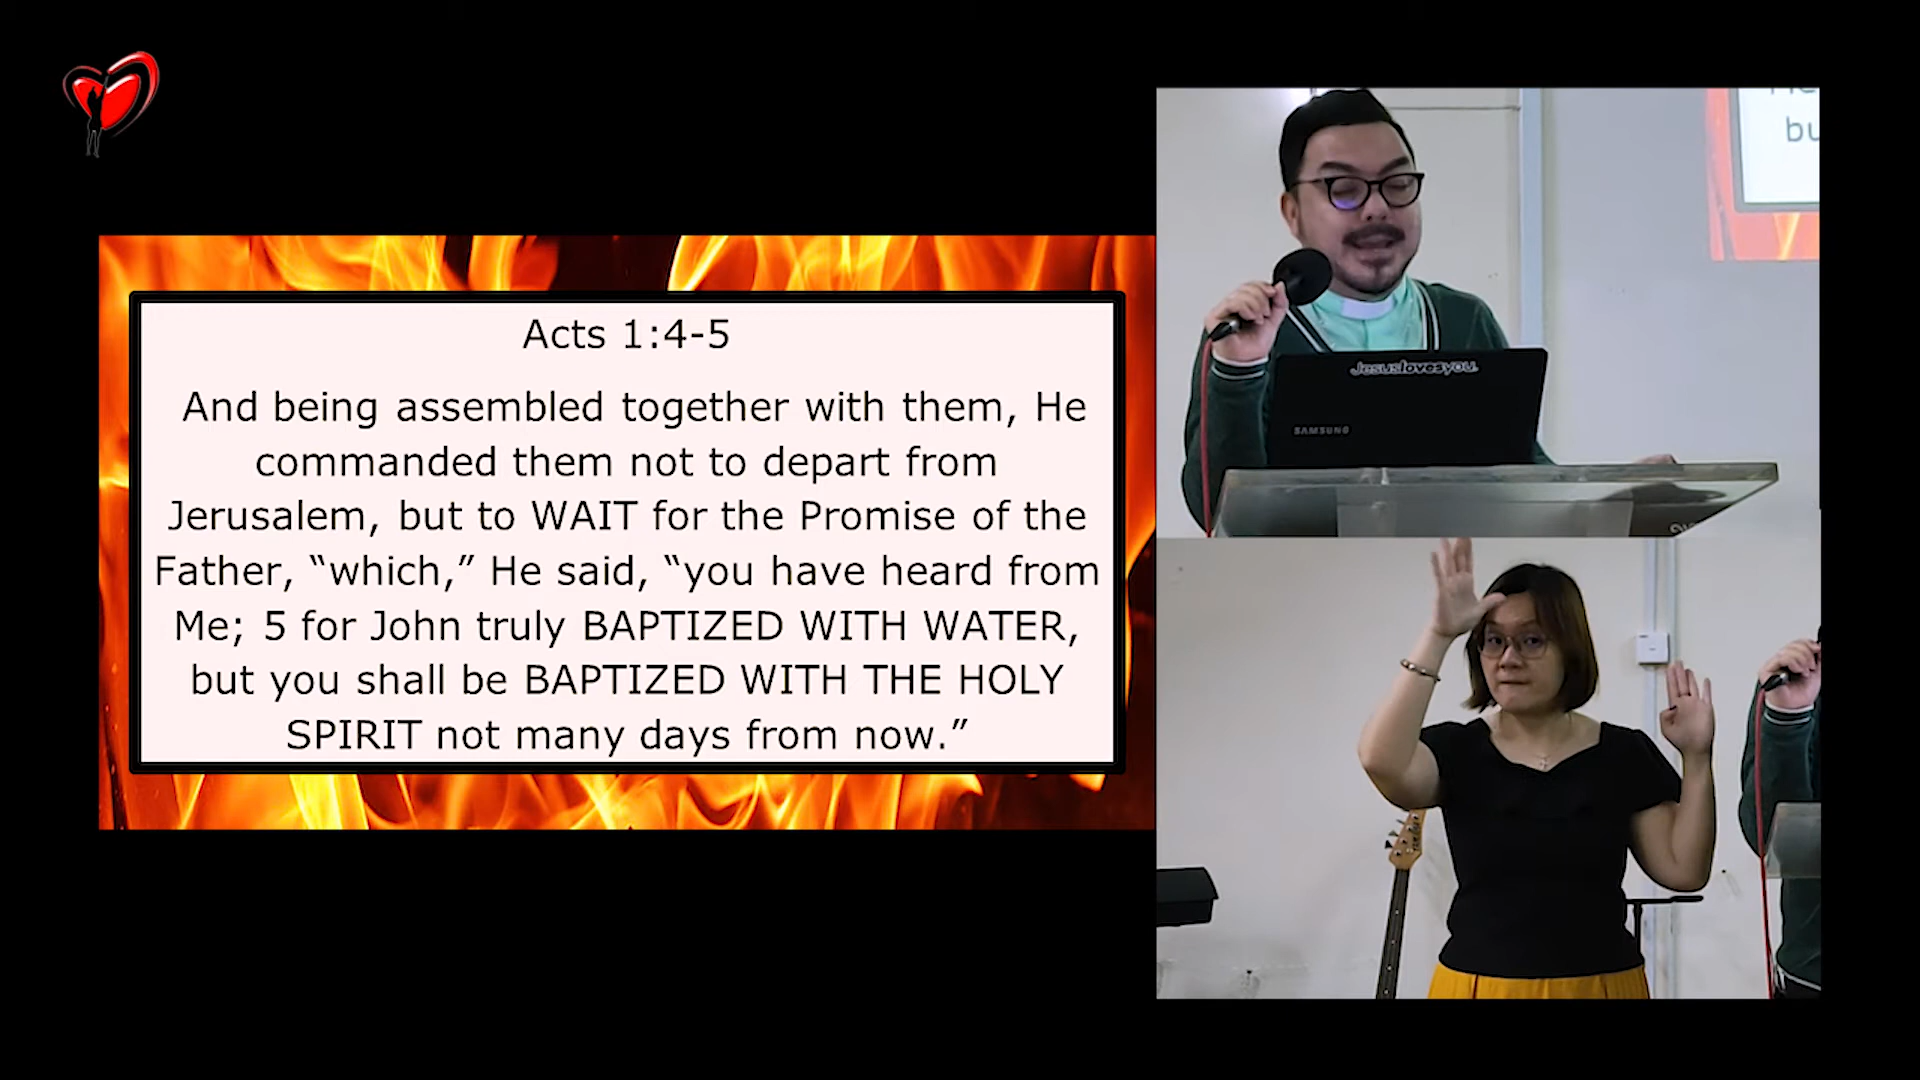 Acts 1:4-5
And being assembled together with them, He
commanded them not to depart from
Jerusalem, but to WAIT for the Promise of the
Father, “which,” He said, “you have heard from
Me; 5 for John truly BAPTIZED WITH WATER,
but you shall be BAPTIZED WITH THE HOLY
SPIRIT not many days from now.”
bu
Jesuslovesyou.
SAMSUNG